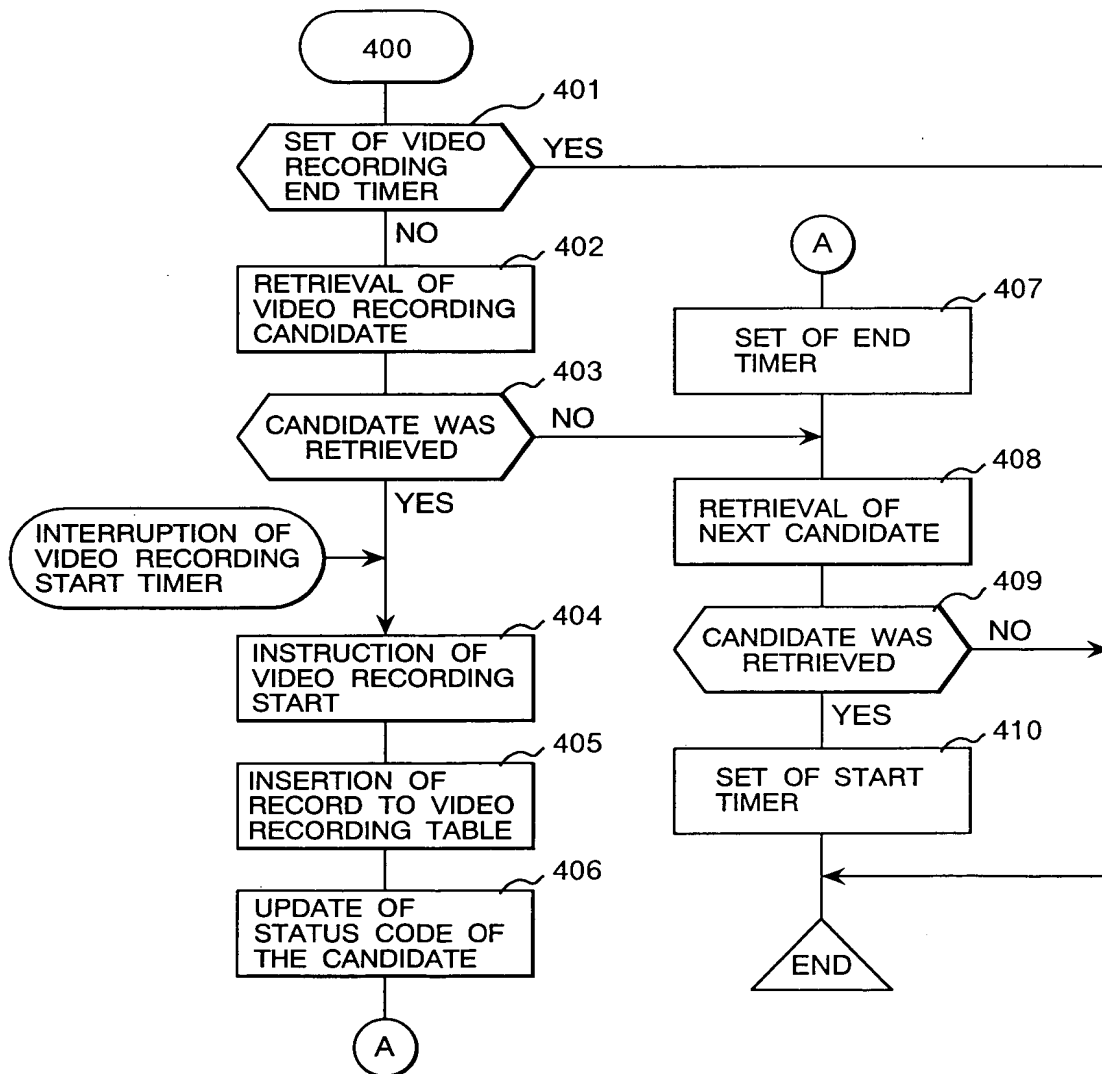 400
401
SET OF VIDEO
RECORDING
END TIMER
YES
NO
402
RETRIEVAL OF
VIDEO RECORDING
CANDIDATE
403
CANDIDATE WAS
RETRIEVED
NO
YES
INTERRUPTION OF
VIDEO RECORDING
START TIMER
404
INSTRUCTION OF
VIDEO RECORDING
START
405
INSERTION OF
RECORD TO VIDEO
RECORDING TABLE
406
UPDATE OF
STATUS CODE OF
THE CANDIDATE
A
A
407
SET OF END
TIMER
408
RETRIEVAL OF
NEXT CANDIDATE
409
CANDIDATE WAS
RETRIEVED
NO
YES
410
SET OF START
TIMER
END